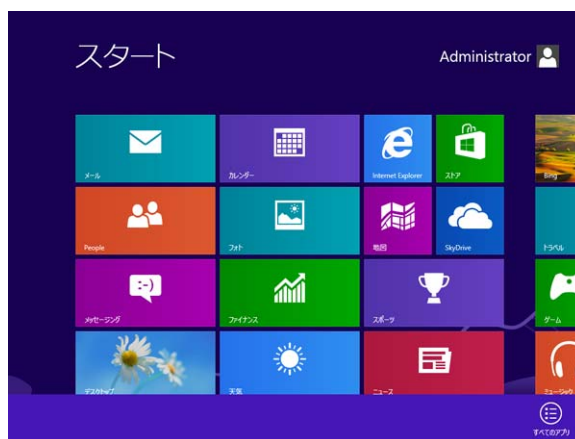 スタート
Administrator
メール
カレンダー
Internet Explorer
ストア
Bing
People
フォト
地図
SkyDrive
トラベル
:-)
メッセージング
ファイナンス
スポーツ
ゲーム
デスクトップ
天気
ニュース
ミュージック
すべてのアプリ